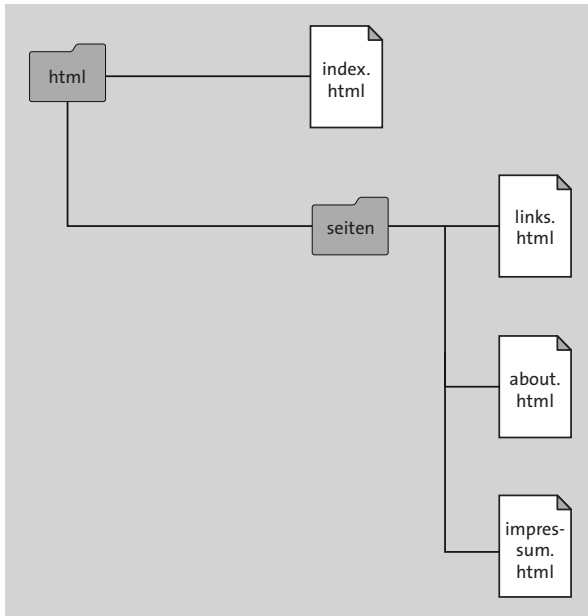 html
index.
html
seiten
links.
html
about.
html
impres-
sum.
html